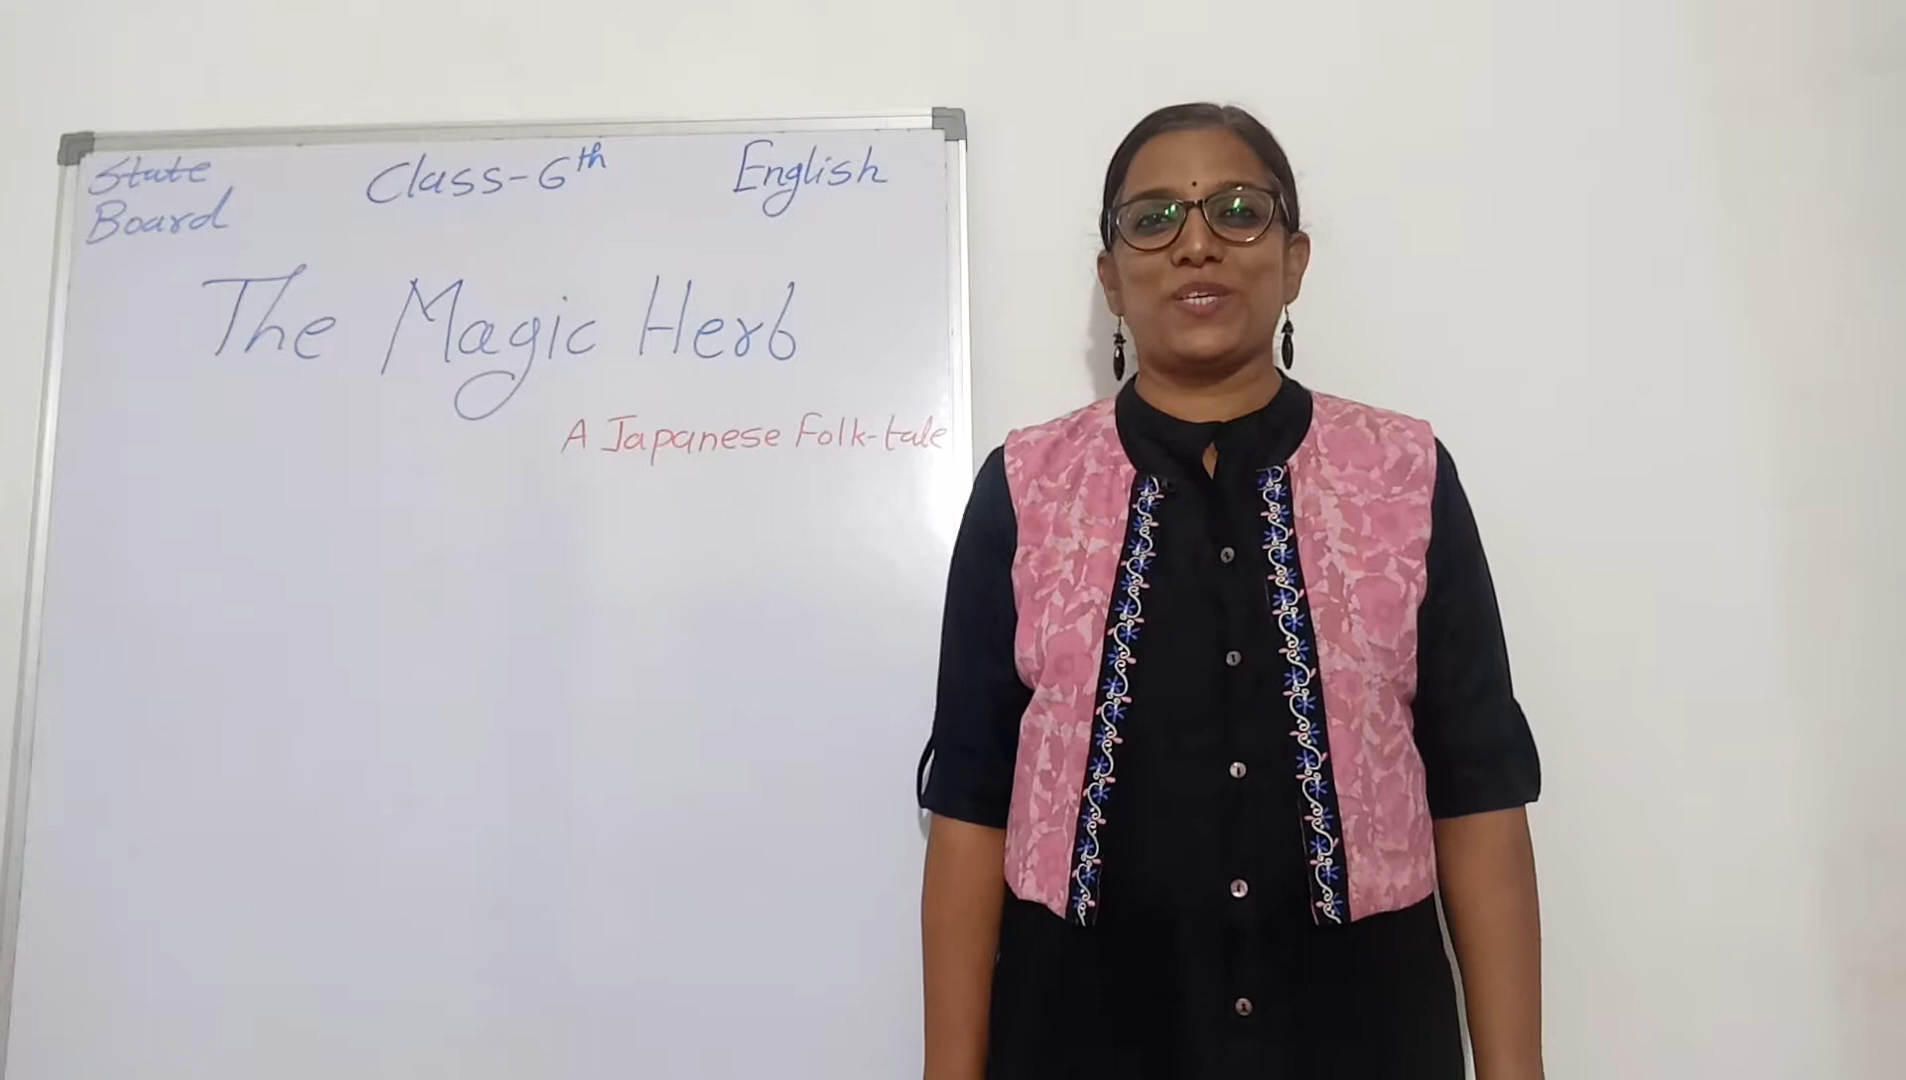 State Board
Class-6th
English
The Magic Herb
A Japanese Folk-tale